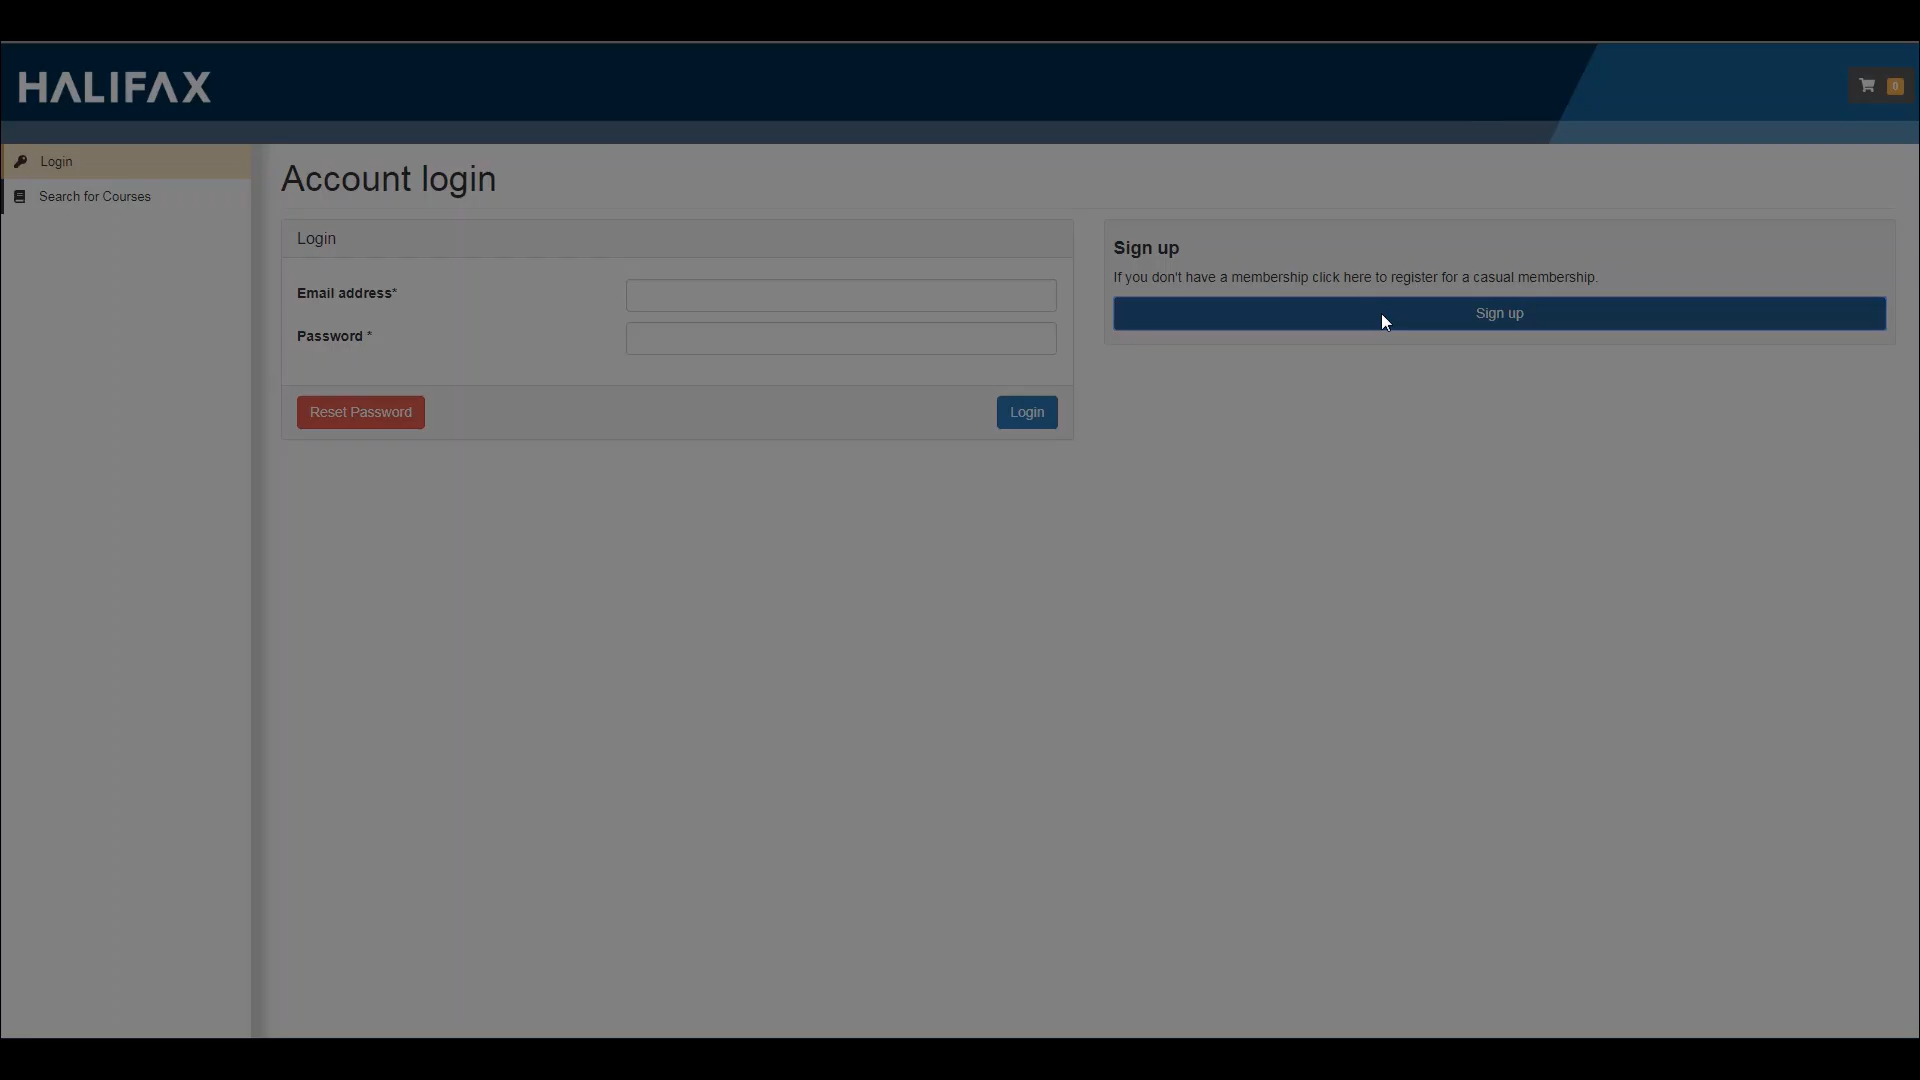 HALIFAX
0
Login
Search for Courses
Account login
Login
Email address*
Password *
Reset Password
Login
Sign up
If you don't have a membership click here to register for a casual membership.
Sign up